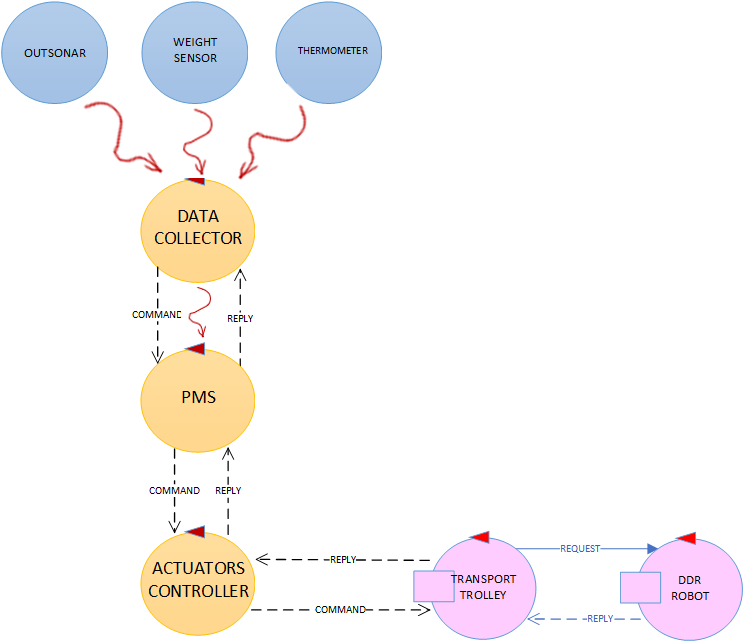 OUTSONAR
WEIGHT
SENSOR
THERMOMETER
DATA
COLLECTOR
COMMAND
REPLY
PMS
COMMAND
REPLY
ACTUATORS
CONTROLLER
REPLY
COMMAND
TRANSPORT
TROLLEY
REQUEST
REPLY
DDR
ROBOT